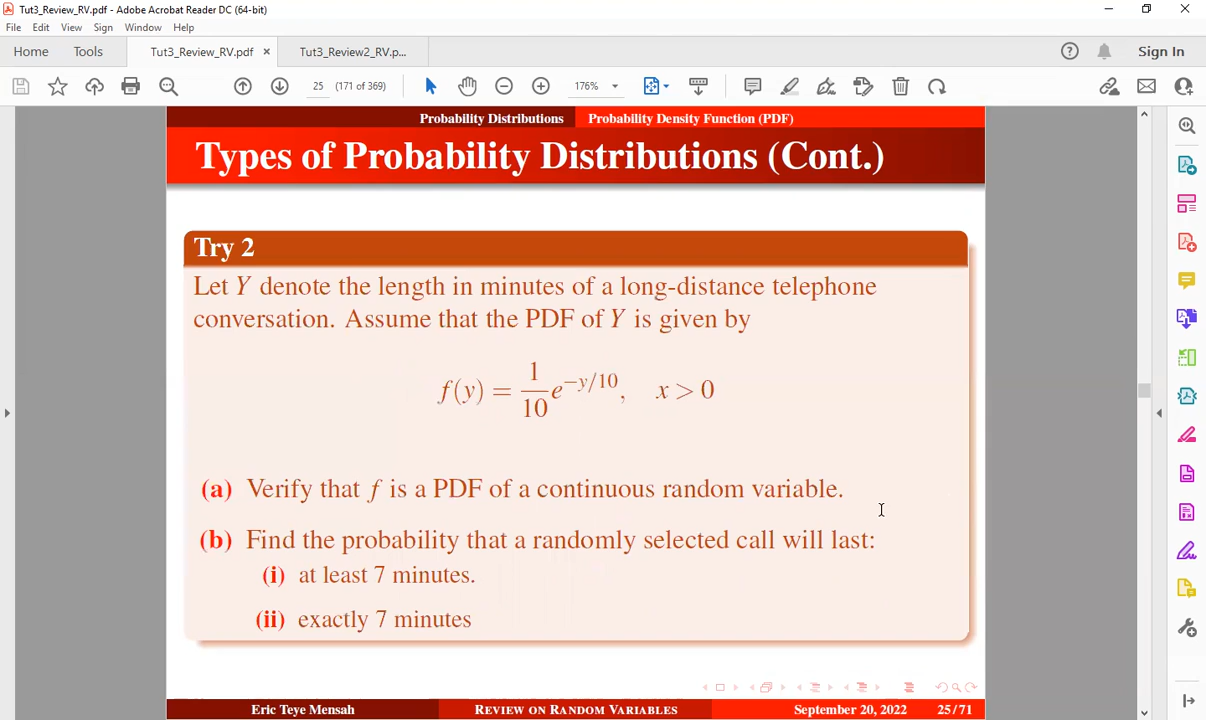 Tut3_Review_RV.pdf - Adobe Acrobat Reader DC (64-bit)
File Edit View Sign Window Help
Home Tools Tut3_Review_RV.pdf × Tut3_Review2_RV.p... Sign In
25 (171 of 369) 176%
Probability Distributions Probability Density Function (PDF)
Types of Probability Distributions (Cont.)
Try 2
Let Y denote the length in minutes of a long-distance telephone
conversation. Assume that the PDF of Y is given by
f(y) = 1/10 e^{-y/10}, x > 0
(a) Verify that f is a PDF of a continuous random variable.
(b) Find the probability that a randomly selected call will last:
(i) at least 7 minutes.
(ii) exactly 7 minutes
Eric Teye Mensah REVIEW ON RANDOM VARIABLES September 20, 2022 25/71